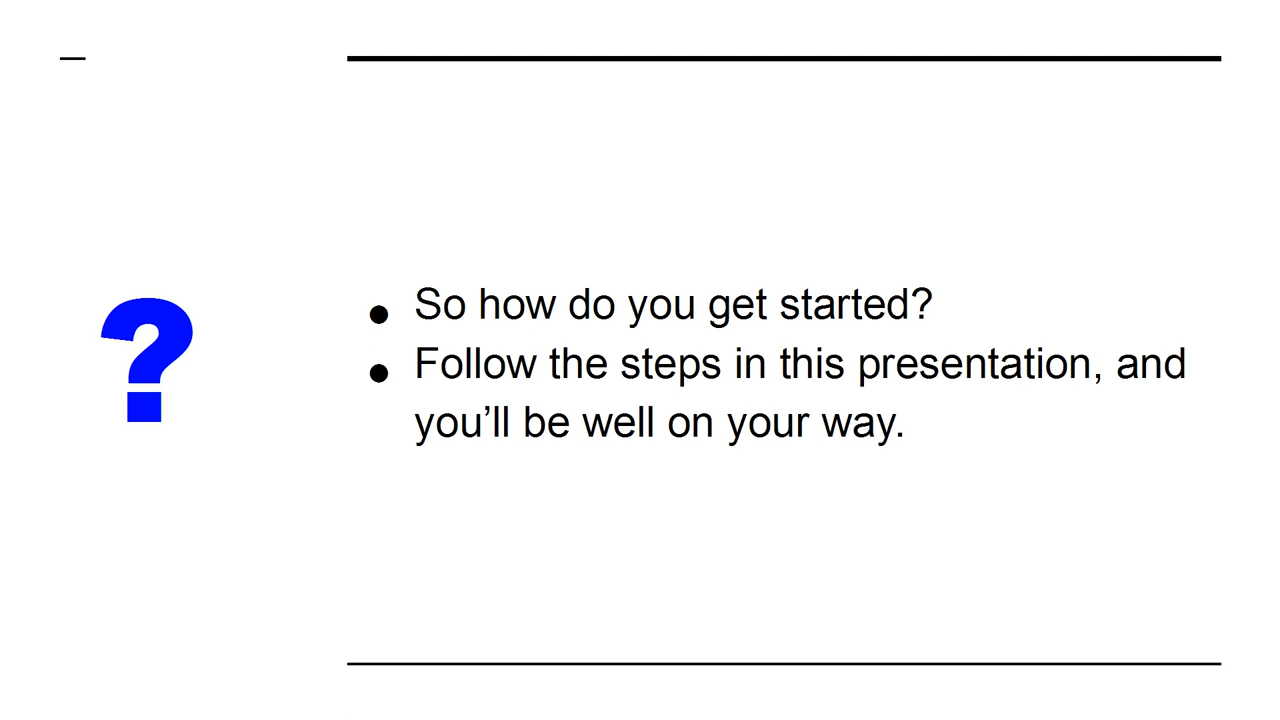 ?
● So how do you get started?
● Follow the steps in this presentation, and
you’ll be well on your way.